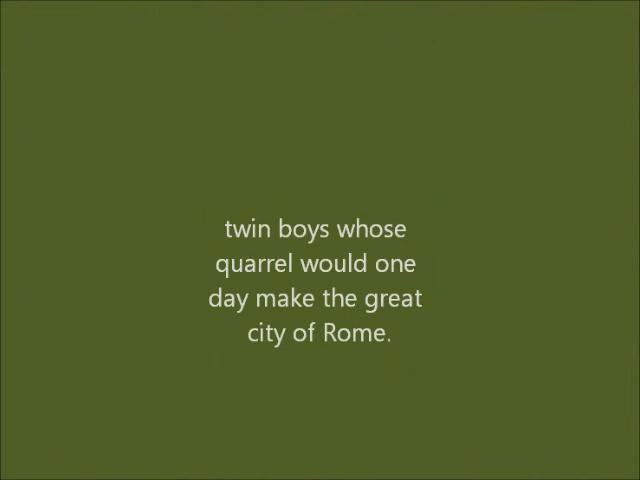 twin boys whose
quarrel would one
day make the great
city of Rome.